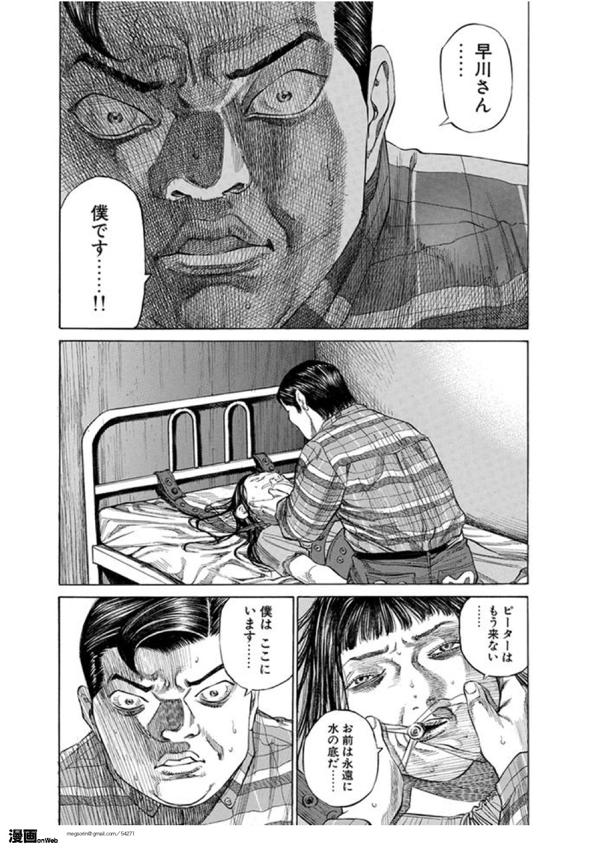 早川さん
……
僕です……!!
ピーターは
もう来ない
……
お前は永遠に
水の底だ……
僕は ここに
います……
漫画onWeb
megaorin@gmail.com/54271